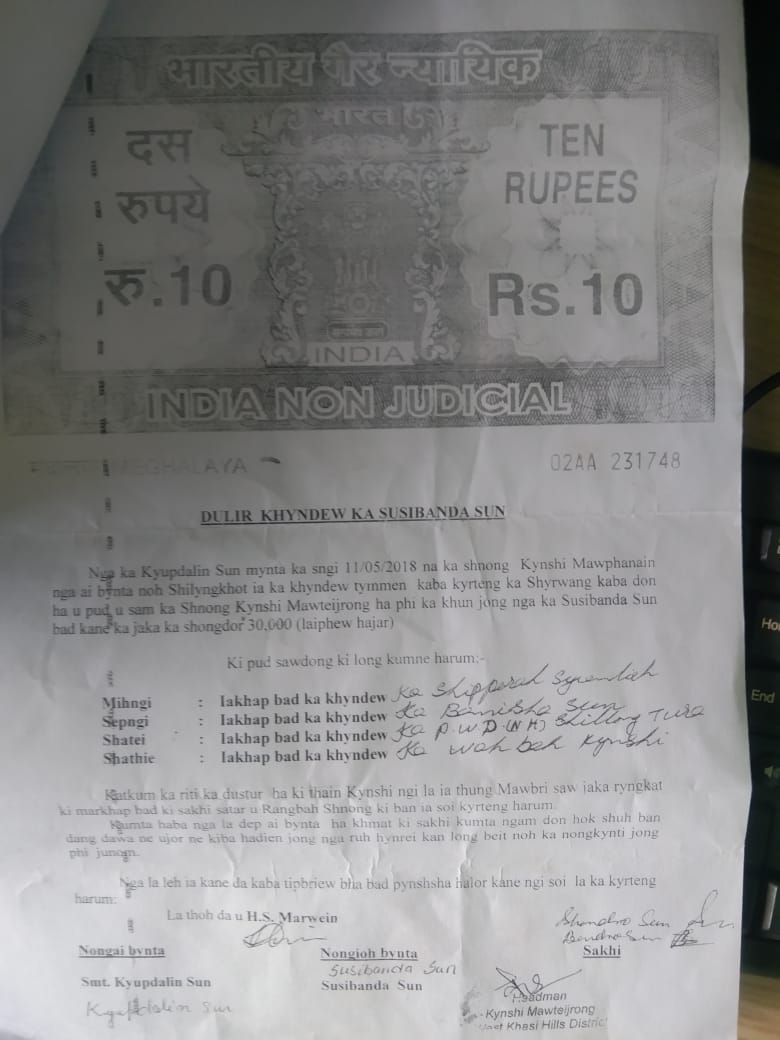 भारतीय गैर न्यायिक
भारत
दस
रुपये
रु.10
TEN
RUPEES
Rs.10
INDIA
INDIA NON JUDICIAL
MEGHALAYA
02AA 231748
DULIR KHYNDEW KA SUSIBANDA SUN
Nga ka Kyupdalin Sun mynta ka sngi 11/05/2018 na ka shnong Kynshi Mawphanain
nga ai bynta noh Shilyngkhot ia ka khyndew tymmen kaba kyrteng ka Shyrwang kaba don
ha u pud u sam ka Shnong Kynshi Mawteijrong ha phi ka khun jong nga ka Susibanda Sun
bad kane ka jaka ka shongdor 30,000 (laiphew hajar)
Ki pud sawdong ki long kumne harum:-
Mihngi : Iakhap bad ka khyndew Ka
Sepngi : Iakhap bad ka khyndew Ka Banisha Sun
Shatei : Iakhap bad ka khyndew Ka P.W.D (NH) Shillong Tura
Shathie : Iakhap bad ka khyndew Ka wah bah Kynshi
Katkum ka riti ka dustur ha ki thain Kynshi ngi la ia thung Mawbri saw jaka ryngkat
ki markhap bad ki sakhi satar u Rangbah Shnong ki ban ia soi kyrteng harum.
Kumta haba nga la dep ai bynta ha khmat ki sakhi kumta ngam don hok shuh ban
dang dawa ne ujor ne kiba hadien jong nga ruh hynrei kan long beit noh ka nongkynti jong
phi junom.
Nga la leh ia kane da kaba tipbriew bha bad pynshsha halor kane ngi soi la ka kyrteng
harum:
La thoh da u H.S. Marwein
Shandro Sun
Bandro Sun
Nongai bynta
Nongioh bynta
Sakhi
Susibanda Sun
Smt. Kyupdalin Sun
Susibanda Sun
Kyupdalin Sun
Headman
Kynshi Mawteijrong
West Khasi Hills District